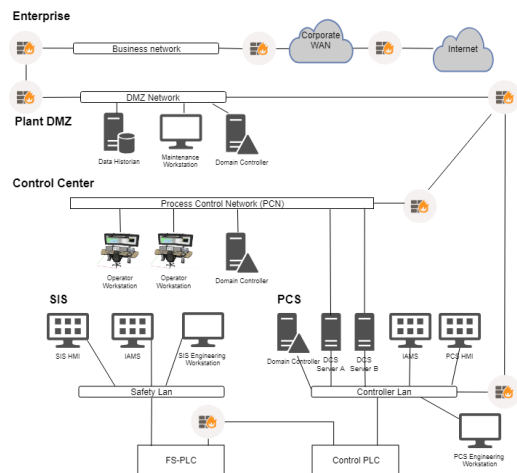 Enterprise
Business network
Corporate
WAN
Internet
DMZ Network
Plant DMZ
Data Historian
Maintenance
Workstation
Domain Controller
Control Center
Process Control Network (PCN)
Operator
Workstation
Operator
Workstation
Domain Controller
SIS
PCS
SIS HMI
IAMS
SIS Engineering
Workstation
Domain Controller
DCS
Server A
DCS
Server B
IAMS
PCS HMI
Safety Lan
Controller Lan
FS-PLC
Control PLC
PCS Engineering
Workstation